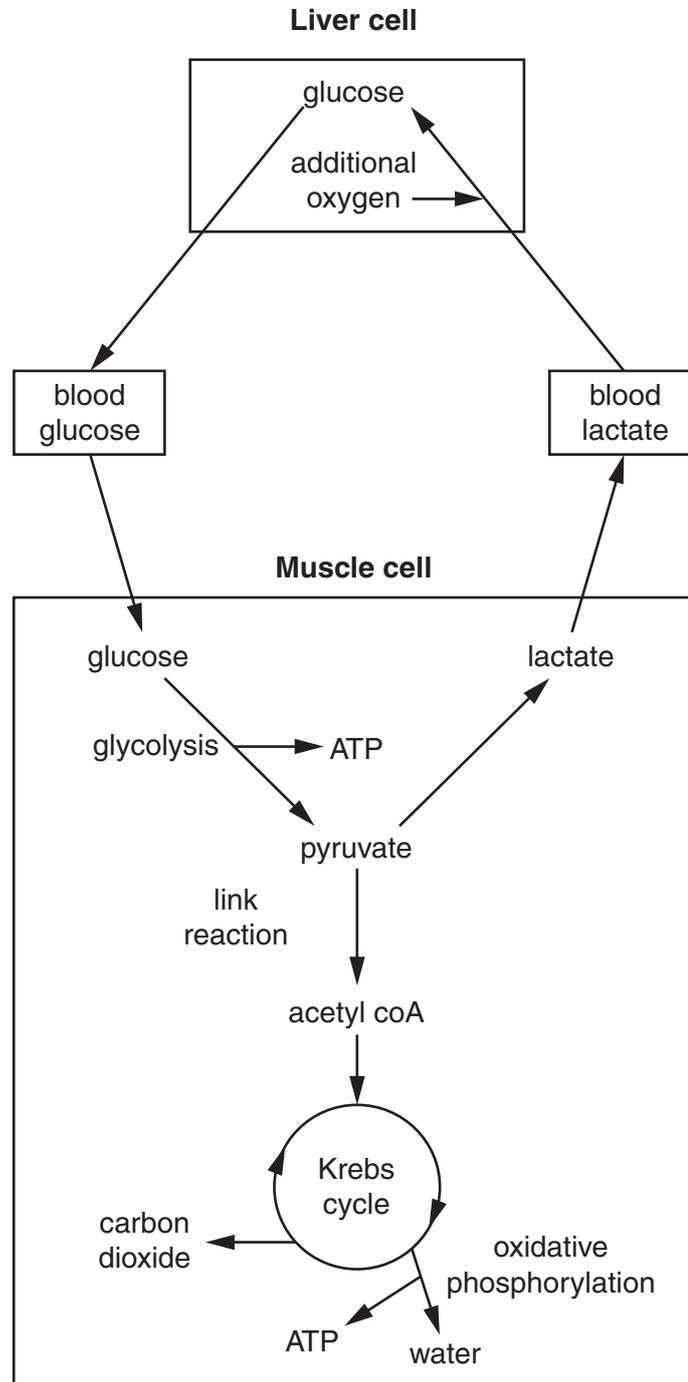 Liver cell
glucose
additional
oxygen
blood
glucose
blood
lactate
Muscle cell
glucose
lactate
glycolysis
ATP
pyruvate
link
reaction
acetyl coA
Krebs
cycle
carbon
dioxide
oxidative
phosphorylation
ATP
water